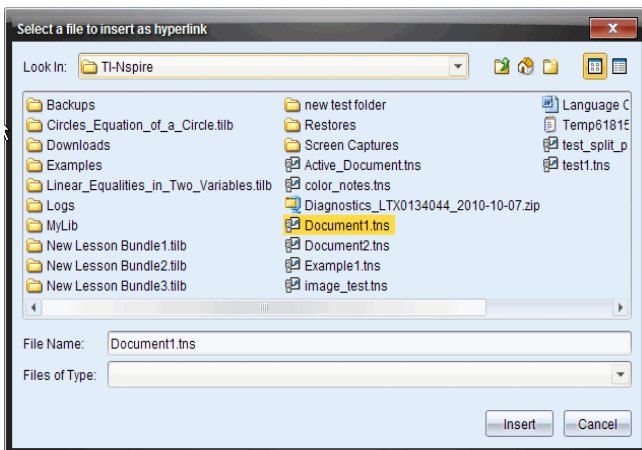 Select a file to insert as hyperlink
Look In: TI-Nspire
Backups
Circles_Equation_of_a_Circle.tilb
Downloads
Examples
Linear_Equalities_in_Two_Variables.tilb
Logs
MyLib
New Lesson Bundle1.tilb
New Lesson Bundle2.tilb
New Lesson Bundle3.tilb
new test folder
Restores
Screen Captures
Active_Document.tns
color_notes.tns
Diagnostics_LTX0134044_2010-10-07.zip
Document1.tns
Document2.tns
Example1.tns
image_test.tns
Language C
Temp61815
test_split_p
test1.tns
File Name: Document1.tns
Files of Type:
Insert Cancel